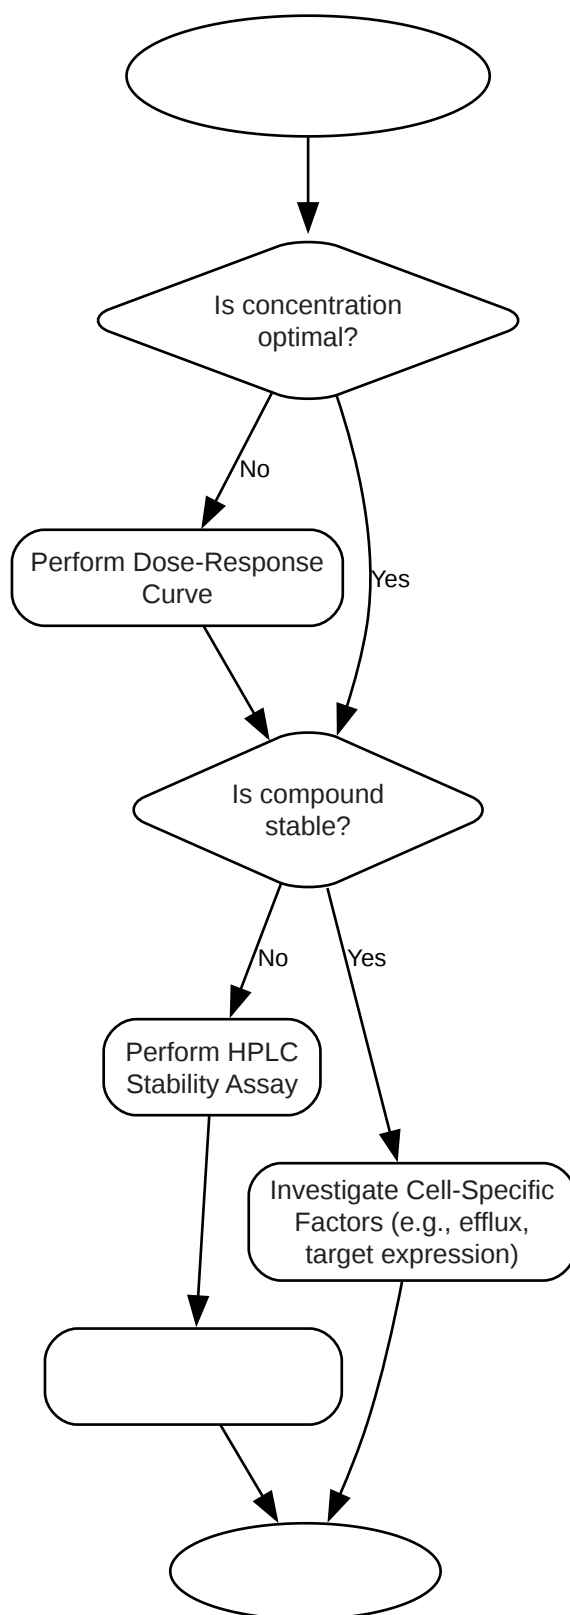 Is concentration
optimal?
No
Yes
Perform Dose-Response
Curve
Is compound
stable?
No
Yes
Perform HPLC
Stability Assay
Investigate Cell-Specific
Factors (e.g., efflux,
target expression)